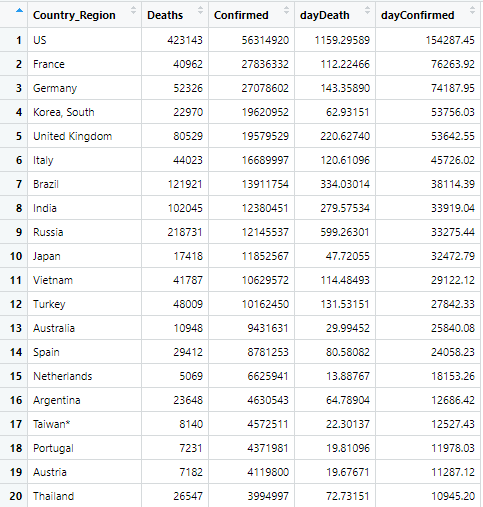 Country_Region Deaths Confirmed dayDeath dayConfirmed
1 US 423143 56314920 1159.29589 154287.45
2 France 40962 27836332 112.22466 76263.92
3 Germany 52326 27078602 143.35890 74187.95
4 Korea, South 22970 19620952 62.93151 53756.03
5 United Kingdom 80529 19579529 220.62740 53642.55
6 Italy 44023 16689997 120.61096 45726.02
7 Brazil 121921 13911754 334.03014 38114.39
8 India 102045 12380451 279.57534 33919.04
9 Russia 218731 12145537 599.26301 33275.44
10 Japan 17418 11852567 47.72055 32472.79
11 Vietnam 41787 10629572 114.48493 29122.12
12 Turkey 48009 10162450 131.53151 27842.33
13 Australia 10948 9431631 29.99452 25840.08
14 Spain 29412 8781253 80.58082 24058.23
15 Netherlands 5069 6625941 13.88767 18153.26
16 Argentina 23648 4630543 64.78904 12686.42
17 Taiwan* 8140 4572511 22.30137 12527.43
18 Portugal 7231 4371981 19.81096 11978.03
19 Austria 7182 4119800 19.67671 11287.12
20 Thailand 26547 3994997 72.73151 10945.20